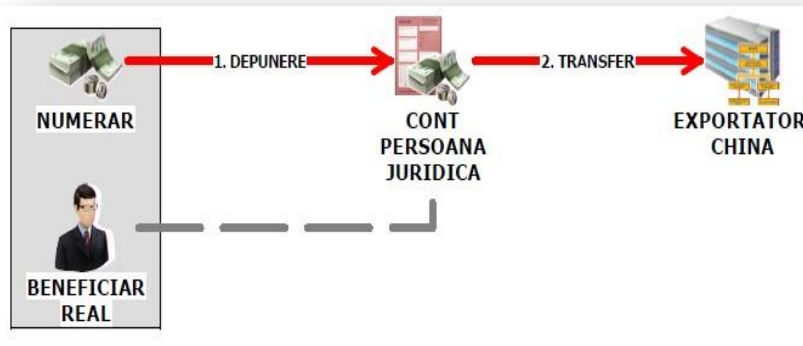 1. DEPUNERE
2. TRANSFER
NUMERAR
CONT
PERSOANA
JURIDICA
EXPORTATOR
CHINA
BENEFICIAR
REAL